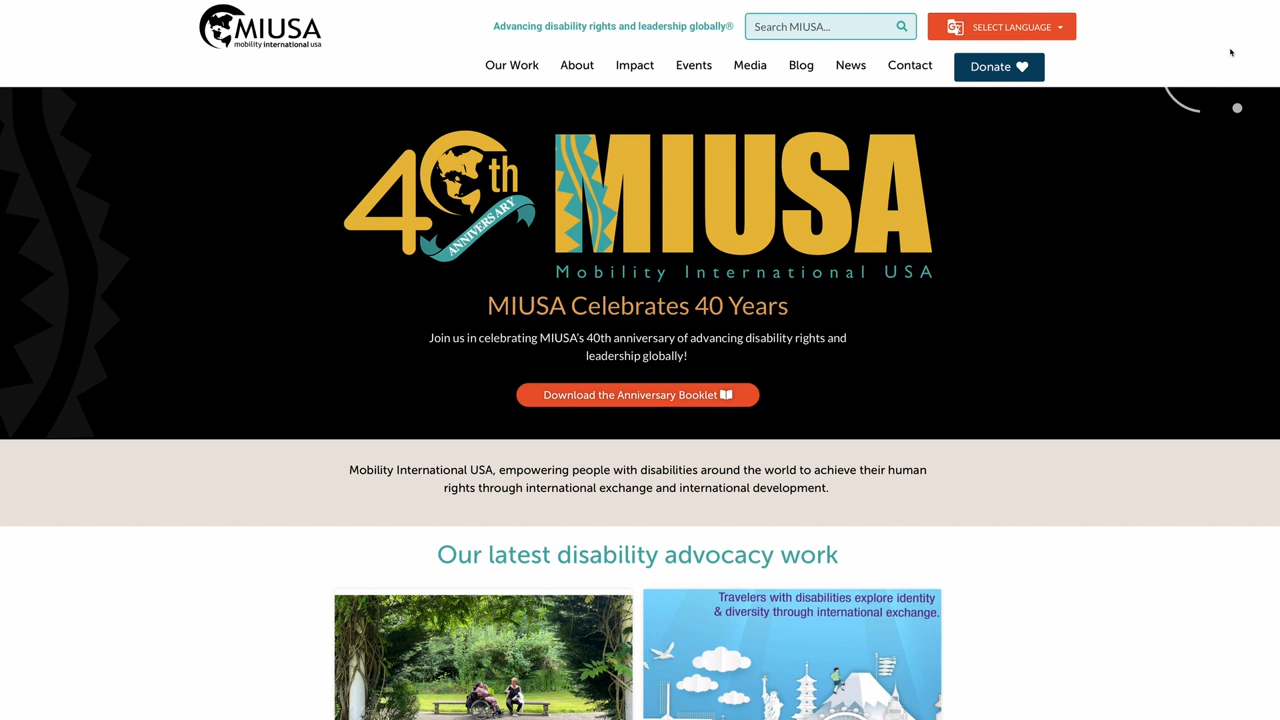 MIUSA
mobility international usa
Advancing disability rights and leadership globally®
Search MIUSA...
SELECT LANGUAGE
Our Work About Impact Events Media Blog News Contact Donate
40th
ANNIVERSARY
MIUSA
Mobility International USA
MIUSA Celebrates 40 Years
Join us in celebrating MIUSA's 40th anniversary of advancing disability rights and
leadership globally!
Download the Anniversary Booklet
Mobility International USA, empowering people with disabilities around the world to achieve their human
rights through international exchange and international development.
Our latest disability advocacy work
Travelers with disabilities explore identity
& diversity through international exchange.